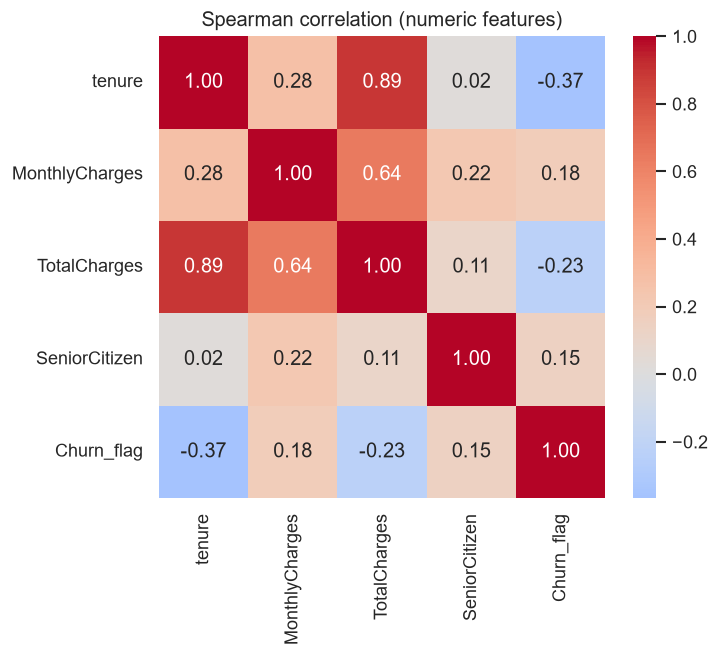 Spearman correlation (numeric features)
tenure 1.00 0.28 0.89 0.02 -0.37
MonthlyCharges 0.28 1.00 0.64 0.22 0.18
TotalCharges 0.89 0.64 1.00 0.11 -0.23
SeniorCitizen 0.02 0.22 0.11 1.00 0.15
Churn_flag -0.37 0.18 -0.23 0.15 1.00
tenure
MonthlyCharges
TotalCharges
SeniorCitizen
Churn_flag
1.0
0.8
0.6
0.4
0.2
0.0
−0.2